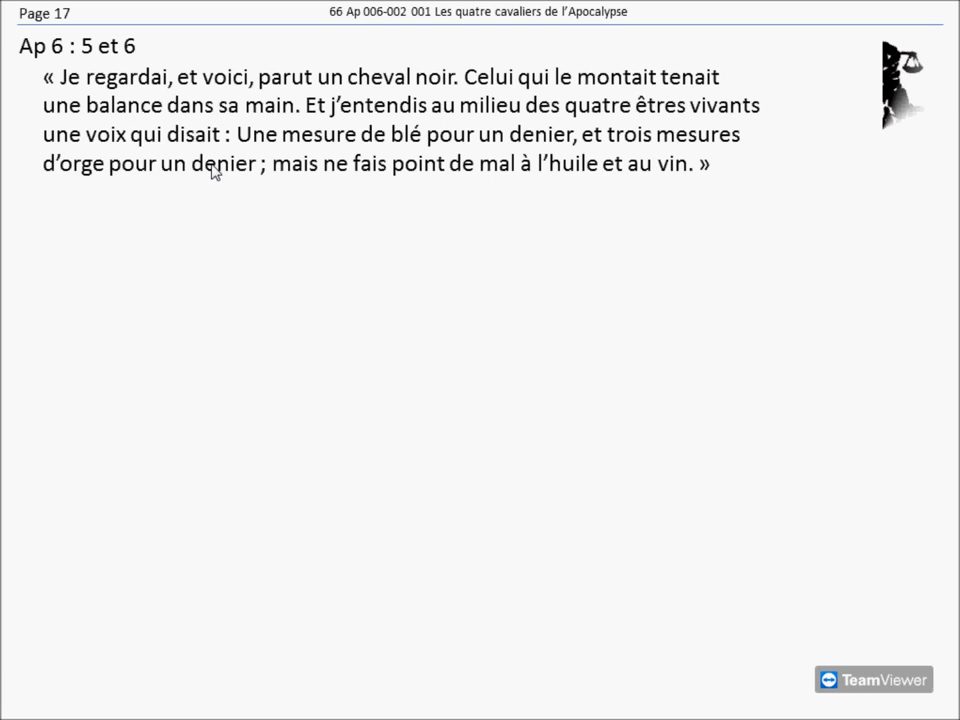 Page 17
66 Ap 006-002 001 Les quatre cavaliers de l’Apocalypse
Ap 6 : 5 et 6
« Je regardai, et voici, parut un cheval noir. Celui qui le montait tenait
une balance dans sa main. Et j’entendis au milieu des quatre êtres vivants
une voix qui disait : Une mesure de blé pour un denier, et trois mesures
d’orge pour un denier ; mais ne fais point de mal à l’huile et au vin. »
TeamViewer